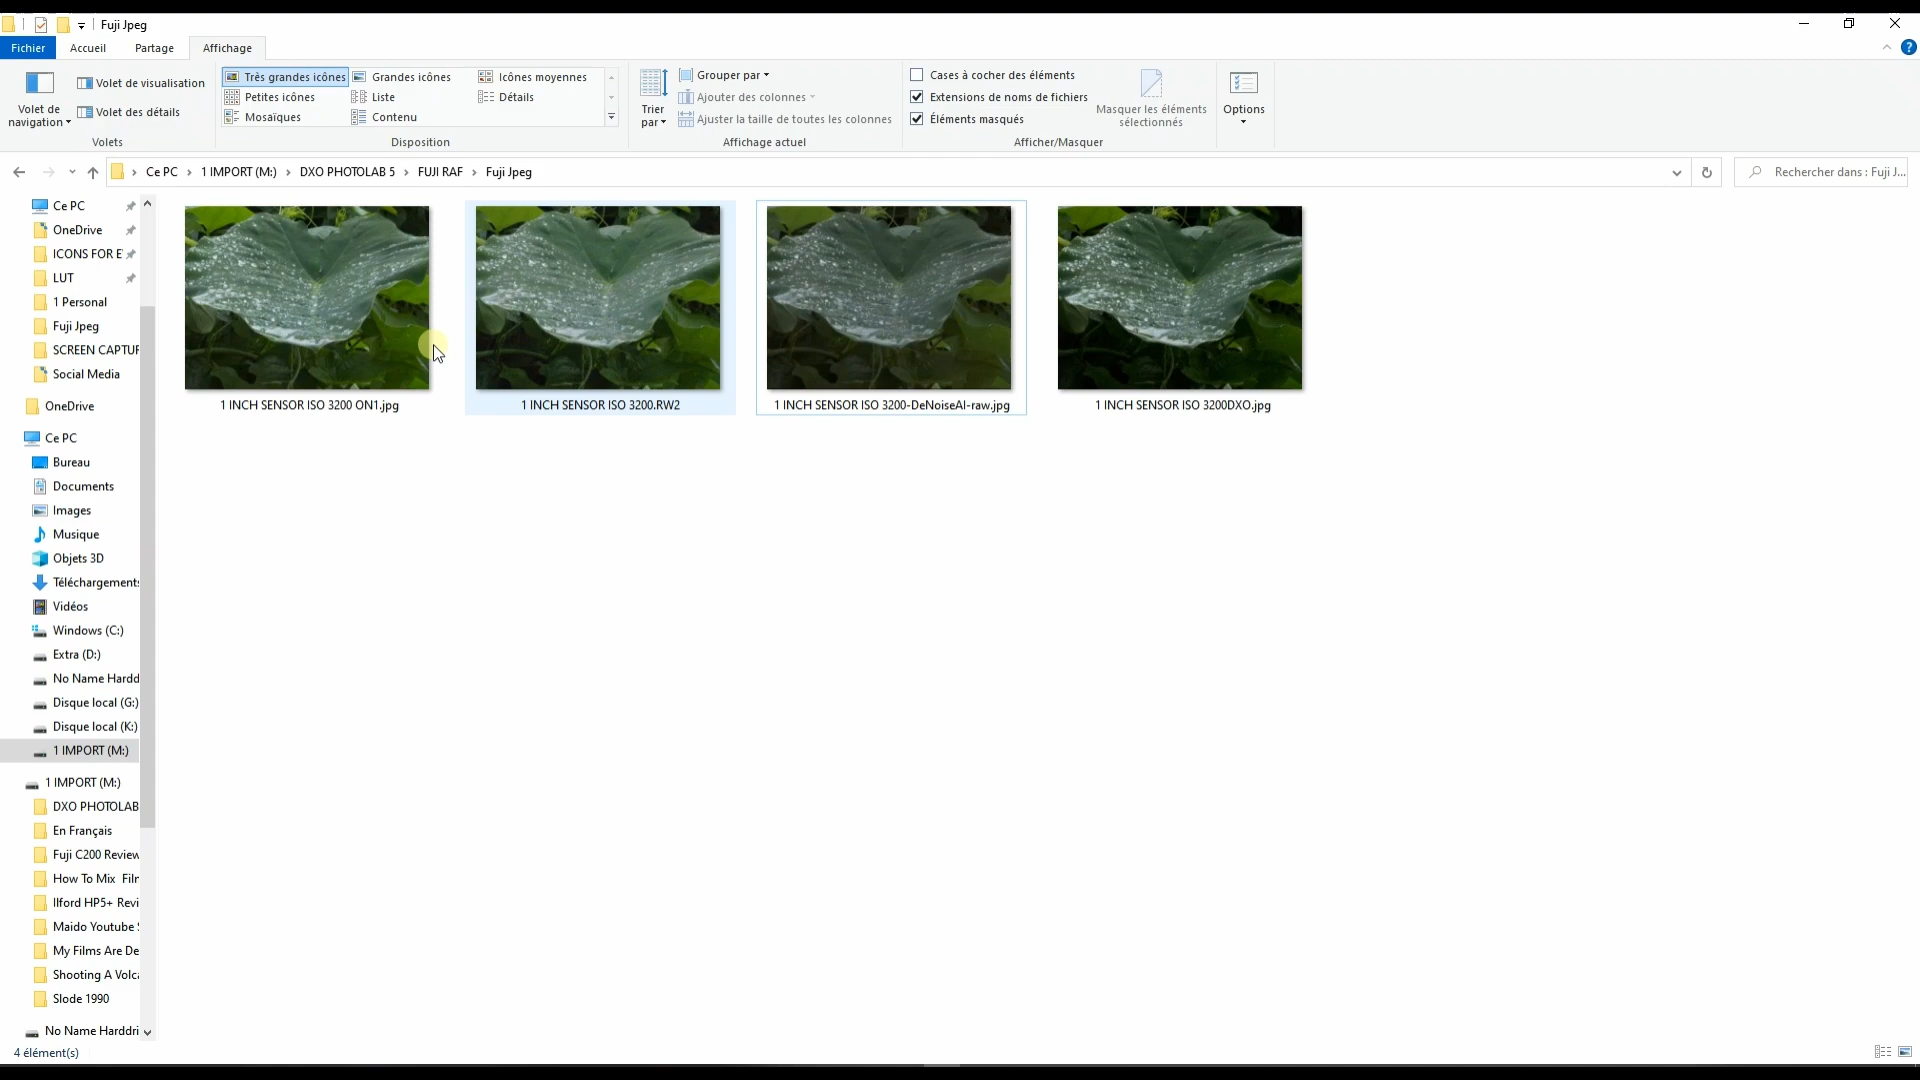 Fuji Jpeg
Fichier Accueil Partage Affichage
Volet de navigation
Volet de visualisation
Volet des détails
Volets
Très grandes icônes Grandes icônes Icônes moyennes
Petites icônes Liste Détails
Mosaïques Contenu
Disposition
Trier par
Grouper par
Ajouter des colonnes
Ajuster la taille de toutes les colonnes
Affichage actuel
Cases à cocher des éléments
Extensions de noms de fichiers
Éléments masqués
Masquer les éléments sélectionnés
Afficher/Masquer
Options
Ce PC > 1 IMPORT (M:) > DXO PHOTOLAB 5 > FUJI RAF > Fuji Jpeg
Rechercher dans : Fuji J...
Ce PC
OneDrive
ICONS FOR E
LUT
1 Personal
Fuji Jpeg
SCREEN CAPTUR
Social Media
OneDrive
Ce PC
Bureau
Documents
Images
Musique
Objets 3D
Téléchargements
Vidéos
Windows (C:)
Extra (D:)
No Name Hardd
Disque local (G:)
Disque local (K:)
1 IMPORT (M:)
1 IMPORT (M:)
DXO PHOTOLAB
En Français
Fuji C200 Review
How To Mix Film
Ilford HP5+ Revi
Maido Youtube S
My Films Are De
Shooting A Volca
Slode 1990
No Name Harddri
1 INCH SENSOR ISO 3200 ON1.jpg
1 INCH SENSOR ISO 3200.RW2
1 INCH SENSOR ISO 3200-DeNoiseAI-raw.jpg
1 INCH SENSOR ISO 3200DXO.jpg
4 élément(s)